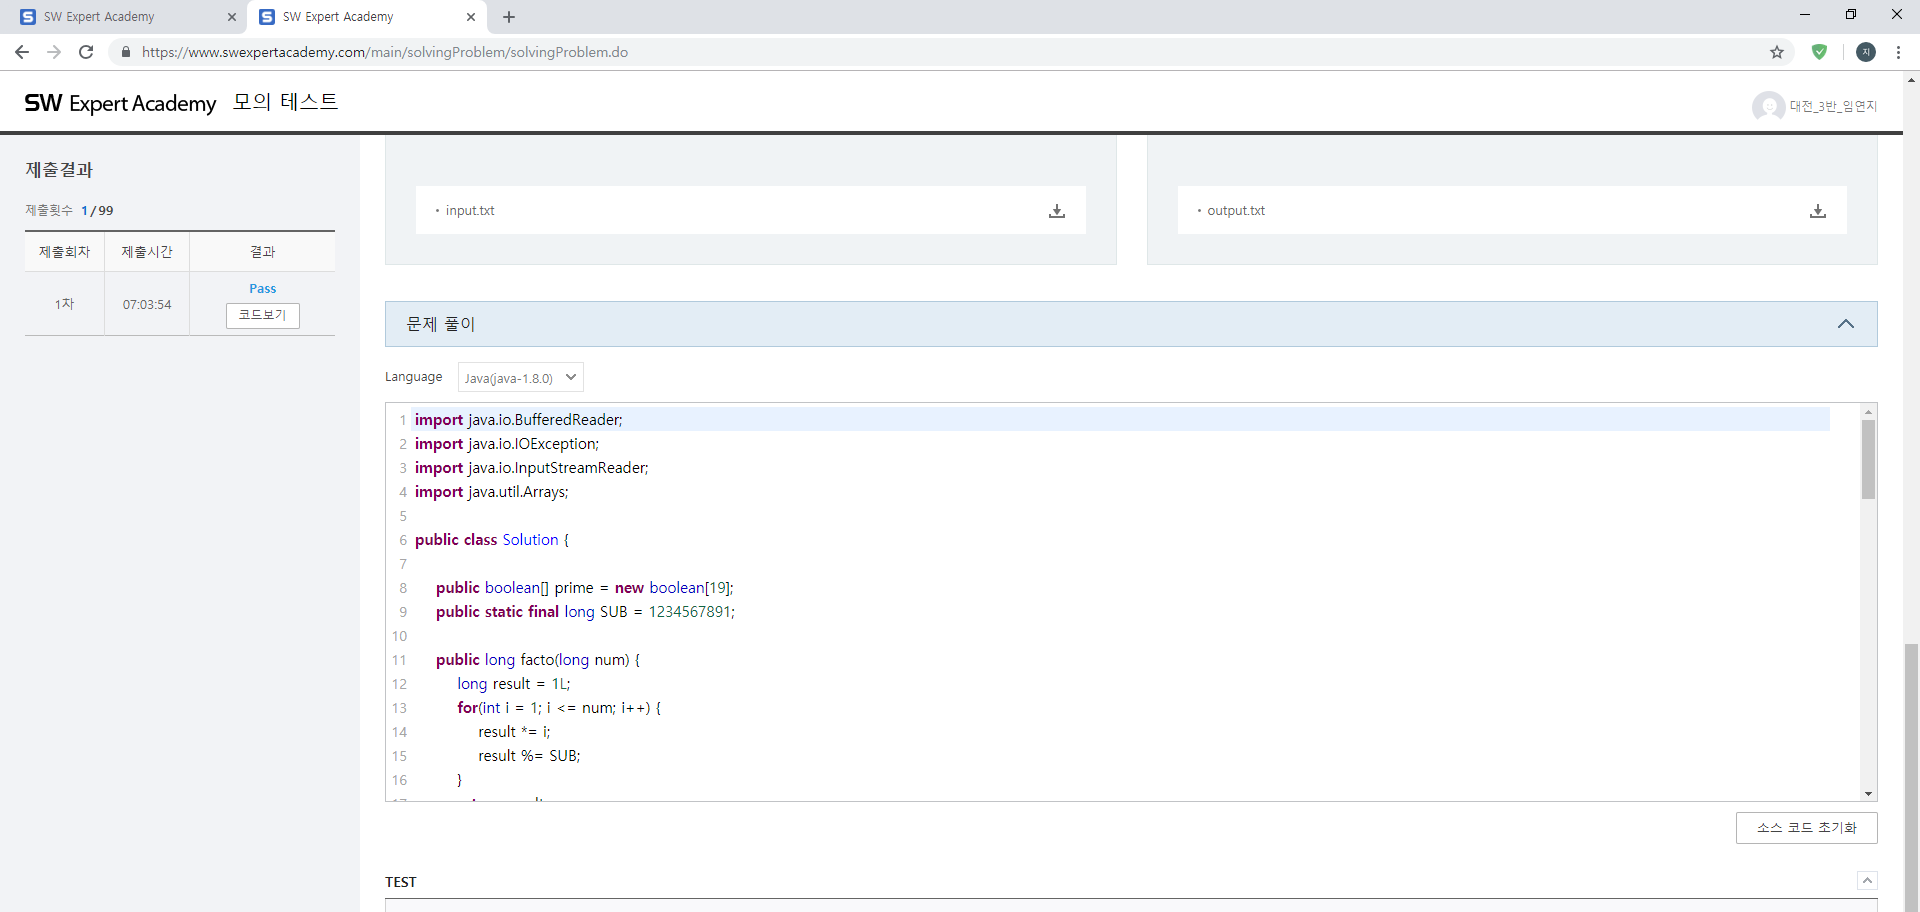 SW Expert Academy
SW Expert Academy
https://www.swexpertacademy.com/main/solvingProblem/solvingProblem.do
지
SW Expert Academy 모의 테스트
대전_3반_임연지
제출결과
제출횟수 1 / 99
제출회차 제출시간 결과
1차 07:03:54 Pass
코드보기
· input.txt
· output.txt
문제 풀이
Language Java(java-1.8.0)
1 import java.io.BufferedReader;
2 import java.io.IOException;
3 import java.io.InputStreamReader;
4 import java.util.Arrays;
5
6 public class Solution {
7
8 public boolean[] prime = new boolean[19];
9 public static final long SUB = 1234567891;
10
11 public long facto(long num) {
12 long result = 1L;
13 for(int i = 1; i <= num; i++) {
14 result *= i;
15 result %= SUB;
16 }
소스 코드 초기화
TEST